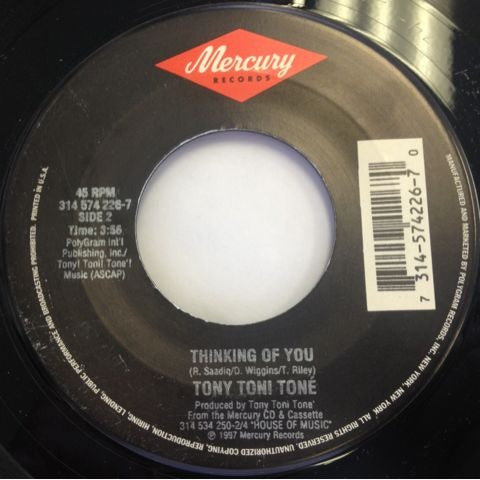 Mercury
RECORDS
45 RPM
314 574 226-7
SIDE 2
Time: 3:56
PolyGram Int'l
Publishing, Inc./
Tony! Toni! Tone'!
Music (ASCAP)
7 314-574226-7 0
THINKING OF YOU
(R. Saadiq/D. Wiggins/T. Riley)
TONY TONI TONÉ
Produced by Tony Toni Tone'
From the Mercury CD & Cassette
314 534 250-2/4 "HOUSE OF MUSIC"
℗ 1997 Mercury Records
MANUFACTURED AND MARKETED BY POLYGRAM RECORDS, INC., NEW YORK, NEW YORK. ALL RIGHTS RESERVED. UNAUTHORIZED COPYING, REPRODUCTION, HIRING, LENDING, PUBLIC PERFORMANCE AND BROADCASTING PROHIBITED. PRINTED IN U.S.A.